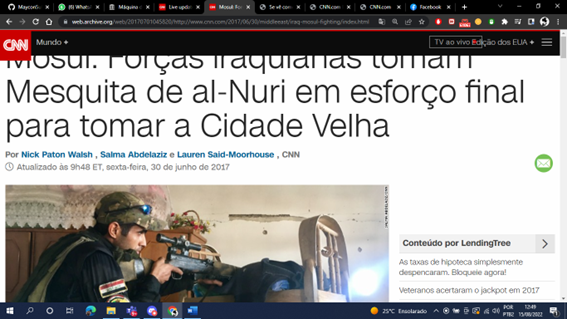 MayconGa
(6) Whats
Máquina d
Live updat
Mosul: Fo
Se vê con
CNN.com
CNN.com
Facebook
web.archive.org/web/20170701045820/http://www.cnn.com/2017/06/30/middleeast/iraq-mosul-fighting/index.html
CNN
Mundo +
TV ao vivo
Edição dos EUA +
Mosul: Forças iraquianas tomam
Mesquita de al-Nuri em esforço final
para tomar a Cidade Velha
Por Nick Paton Walsh , Salma Abdelaziz e Lauren Said-Moorhouse , CNN
Atualizado às 9h48 ET, sexta-feira, 30 de junho de 2017
Conteúdo por LendingTree
As taxas de hipoteca simplesmente
despencaram. Bloqueie agora!
Veteranos acertaram o jackpot em 2017
25°C Ensolarado
POR
PTB2
12:49
15/08/2022